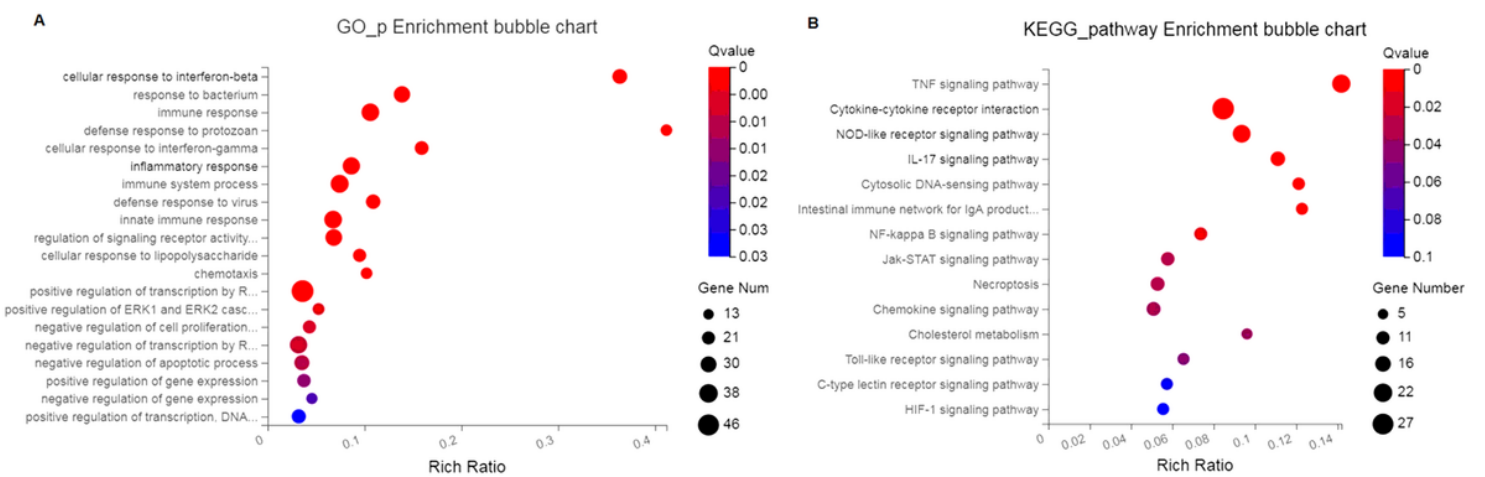 A
GO_p Enrichment bubble chart
cellular response to interferon-beta
response to bacterium
immune response
defense response to protozoan
cellular response to interferon-gamma
inflammatory response
immune system process
defense response to virus
innate immune response
regulation of signaling receptor activity...
cellular response to lipopolysaccharide
chemotaxis
positive regulation of transcription by R...
positive regulation of ERK1 and ERK2 casc...
negative regulation of cell proliferation...
negative regulation of transcription by R...
negative regulation of apoptotic process
positive regulation of gene expression
negative regulation of gene expression
positive regulation of transcription. DNA...
0
0.1
0.2
0.3
0.4
Rich Ratio
Qvalue
0
0.00
0.01
0.01
0.02
0.02
0.03
0.03
Gene Num
13
21
30
38
46
B
KEGG_pathway Enrichment bubble chart
TNF signaling pathway
Cytokine-cytokine receptor interaction
NOD-like receptor signaling pathway
IL-17 signaling pathway
Cytosolic DNA-sensing pathway
Intestinal immune network for IgA product...
NF-kappa B signaling pathway
Jak-STAT signaling pathway
Necroptosis
Chemokine signaling pathway
Cholesterol metabolism
Toll-like receptor signaling pathway
C-type lectin receptor signaling pathway
HIF-1 signaling pathway
0
0.02
0.04
0.06
0.08
0.1
0.12
0.14
Rich Ratio
Qvalue
0
0.02
0.04
0.06
0.08
0.1
Gene Number
5
11
16
22
27